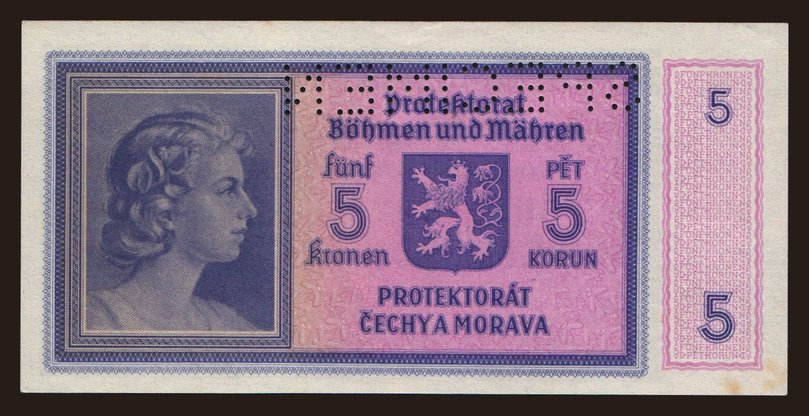 Protektorat
Böhmen und Mähren
fünf
5
Kronen
PĚT
5
KORUN
PROTEKTORÁT
ČECHY A MORAVA
5
5